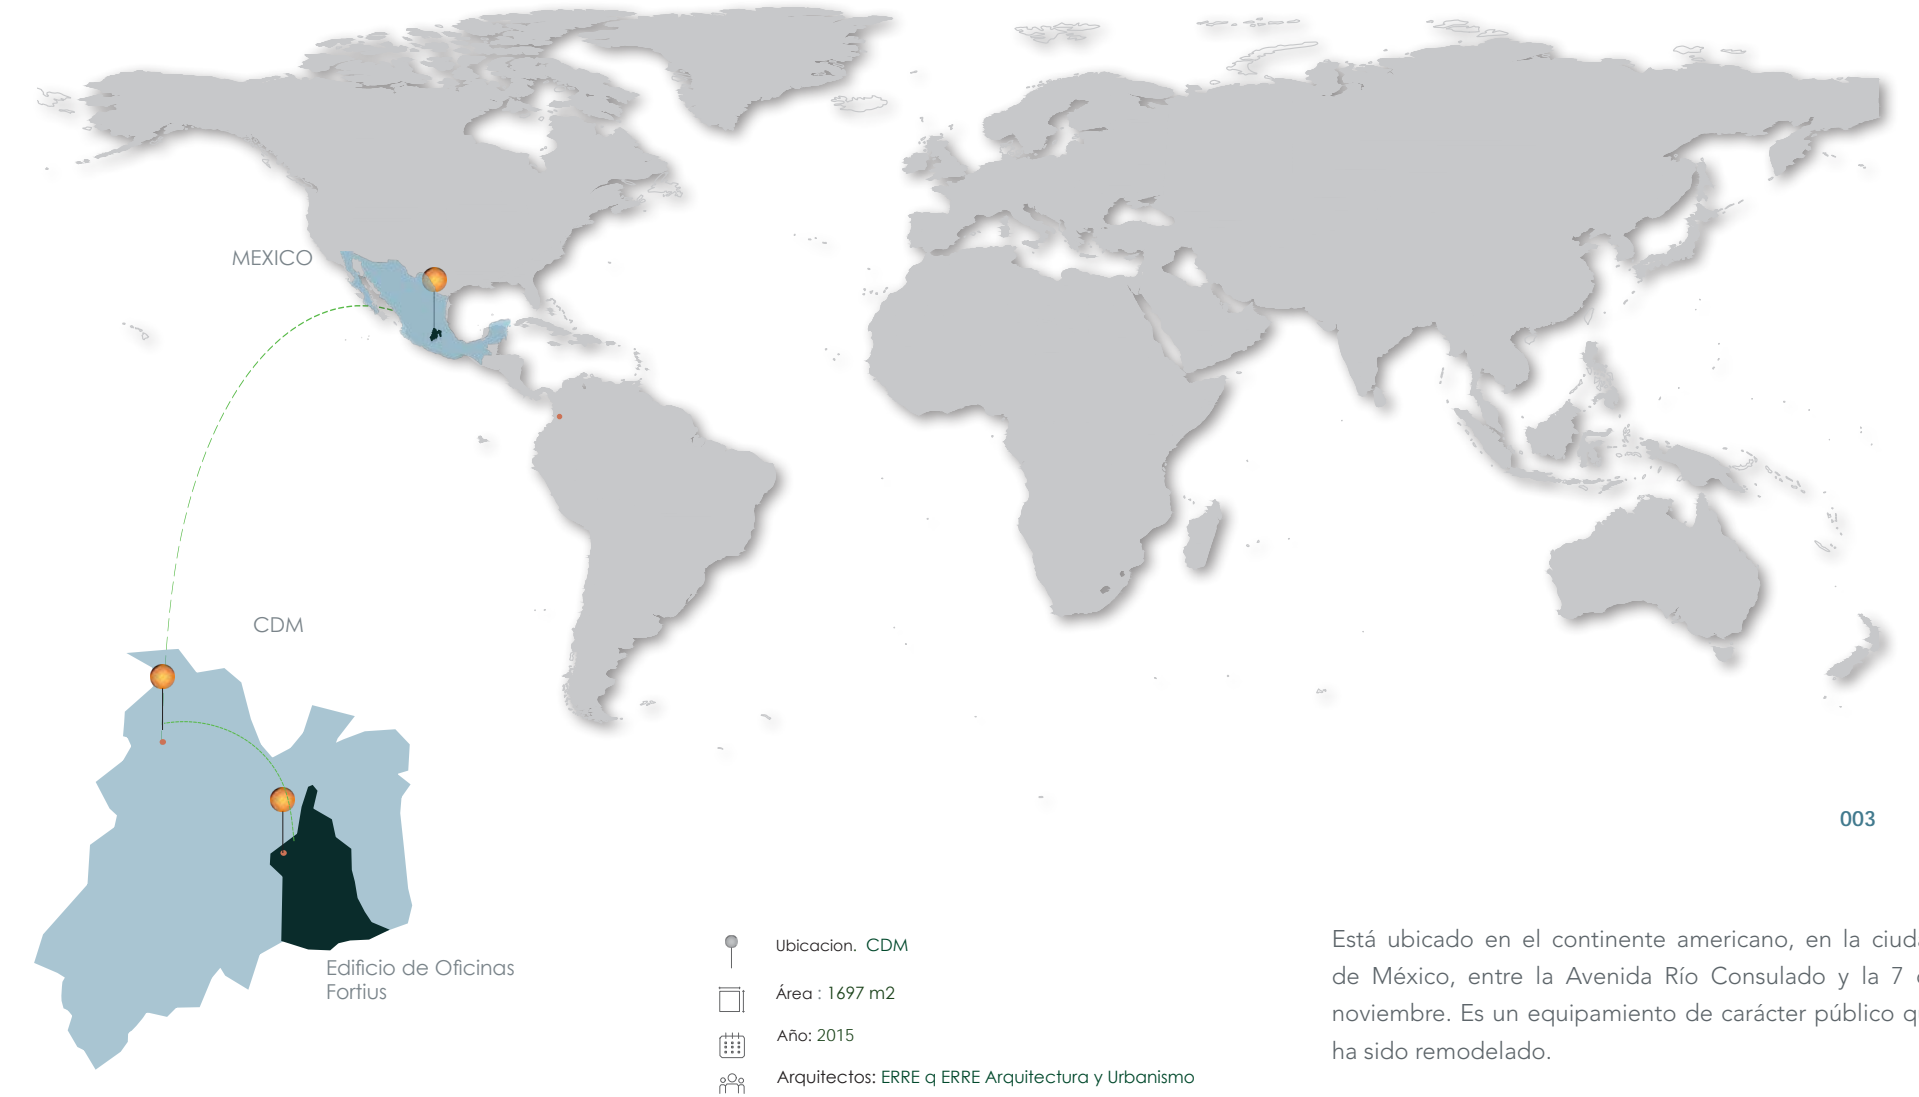 MEXICO
CDM
003
Edificio de Oficinas
Fortius
Ubicacion. CDM
Área : 1697 m2
Año: 2015
Arquitectos: ERRE q ERRE Arquitectura y Urbanismo
Está ubicado en el continente americano, en la
de México, entre la Avenida Río Consulado y la 7
noviembre. Es un equipamiento de carácter público
ha sido remodelado.